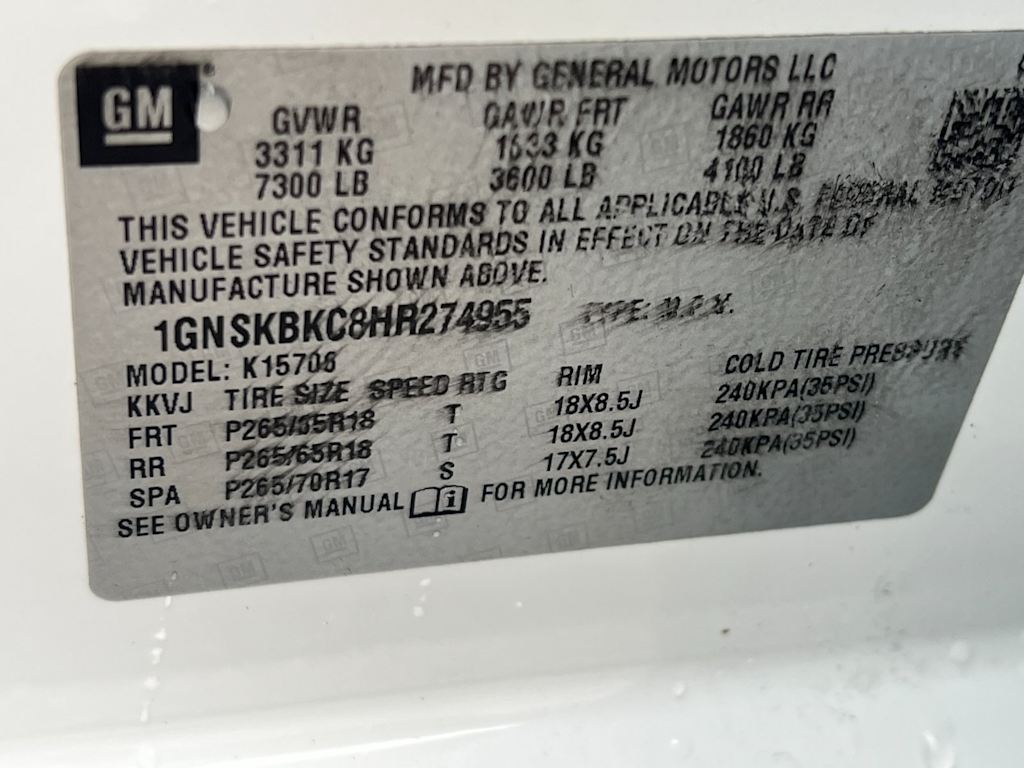 GM
MFD BY GENERAL MOTORS LLC
GVWR GAWR FRT GAWR RR
3311 KG 1633 KG 1860 KG
7300 LB 3600 LB 4100 LB
THIS VEHICLE CONFORMS TO ALL APPLICABLE U.S. FEDERAL MOTOR
VEHICLE SAFETY STANDARDS IN EFFECT ON THE DATE OF
MANUFACTURE SHOWN ABOVE.
1GNSKBKC8HR274955 TYPE: M.P.V.
MODEL: K15706
KKVJ TIRE SIZE SPEED RTG RIM COLD TIRE PRESSURE
FRT P265/65R18 T 18X8.5J 240KPA(35PSI)
RR P265/65R18 T 18X8.5J 240KPA(35PSI)
SPA P265/70R17 S 17X7.5J 240KPA(35PSI)
SEE OWNER'S MANUAL i FOR MORE INFORMATION.